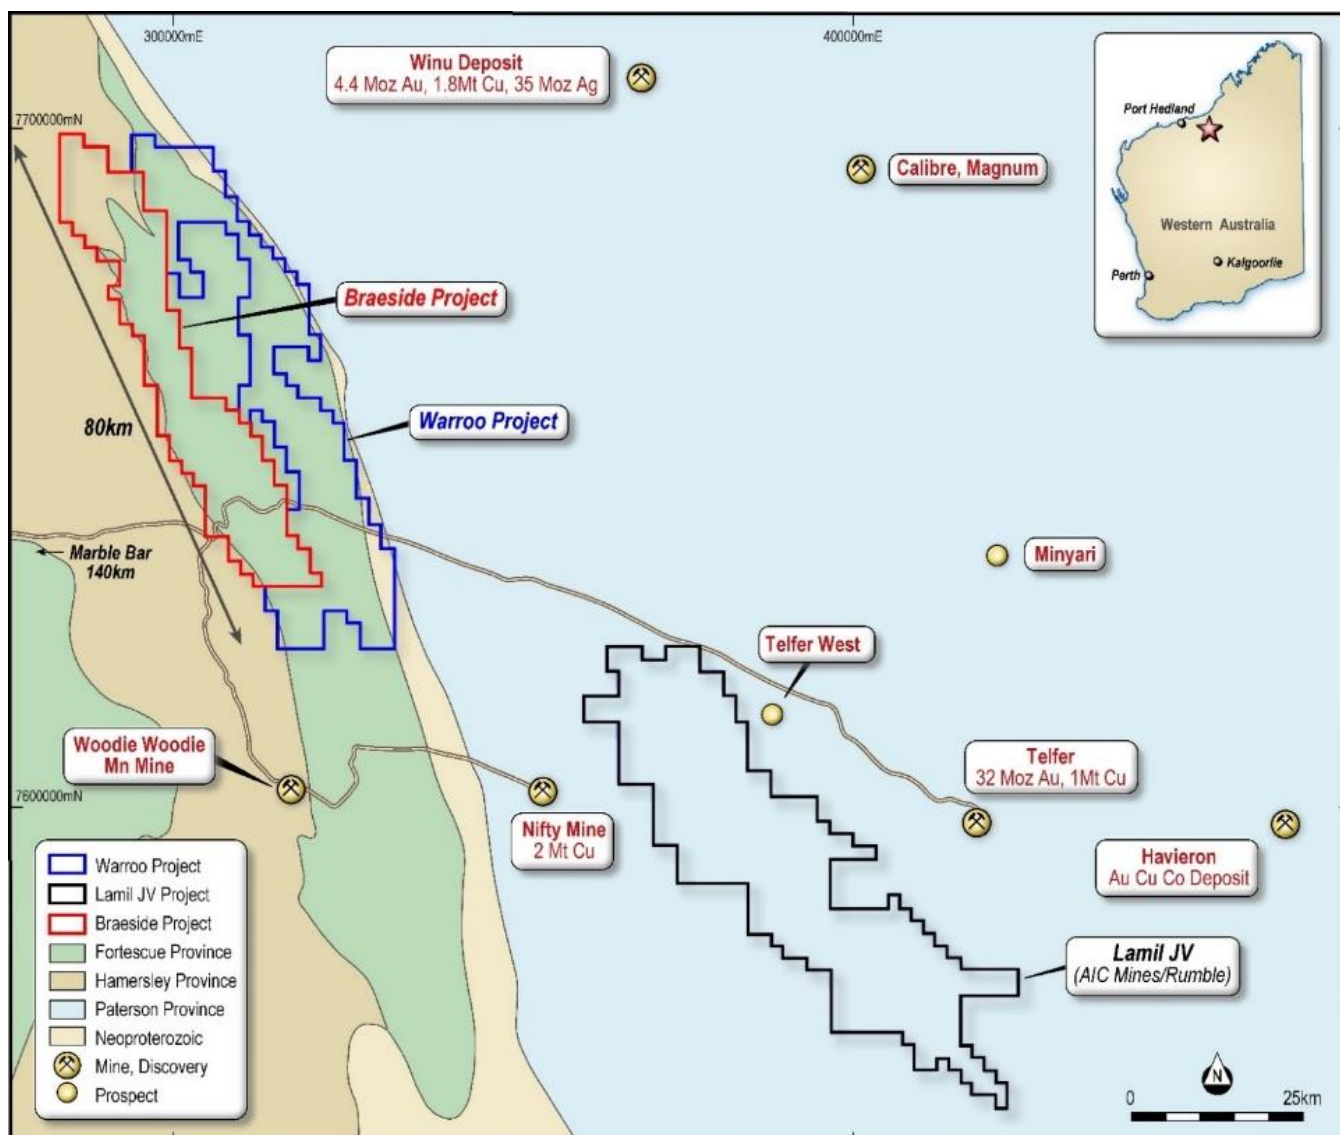 300000mE
400000mE
Winu Deposit
4.4 Moz Au, 1.8Mt Cu, 35 Moz Ag
Port Hedland
Western Australia
Perth
Kalgoorlie
7700000mN
Calibre, Magnum
Braeside Project
80km
Warroo Project
Marble Bar
140km
Minyari
Telfer West
Woodie Woodie
Mn Mine
Telfer
32 Moz Au, 1Mt Cu
7600000mN
Nifty Mine
2 Mt Cu
Havieron
Au Cu Co Deposit
Warroo Project
Lamil JV Project
Braeside Project
Fortescue Province
Hamersley Province
Paterson Province
Neoproterozoic
Mine, Discovery
Prospect
Lamil JV
(AIC Mines/Rumble)
N
0
25km